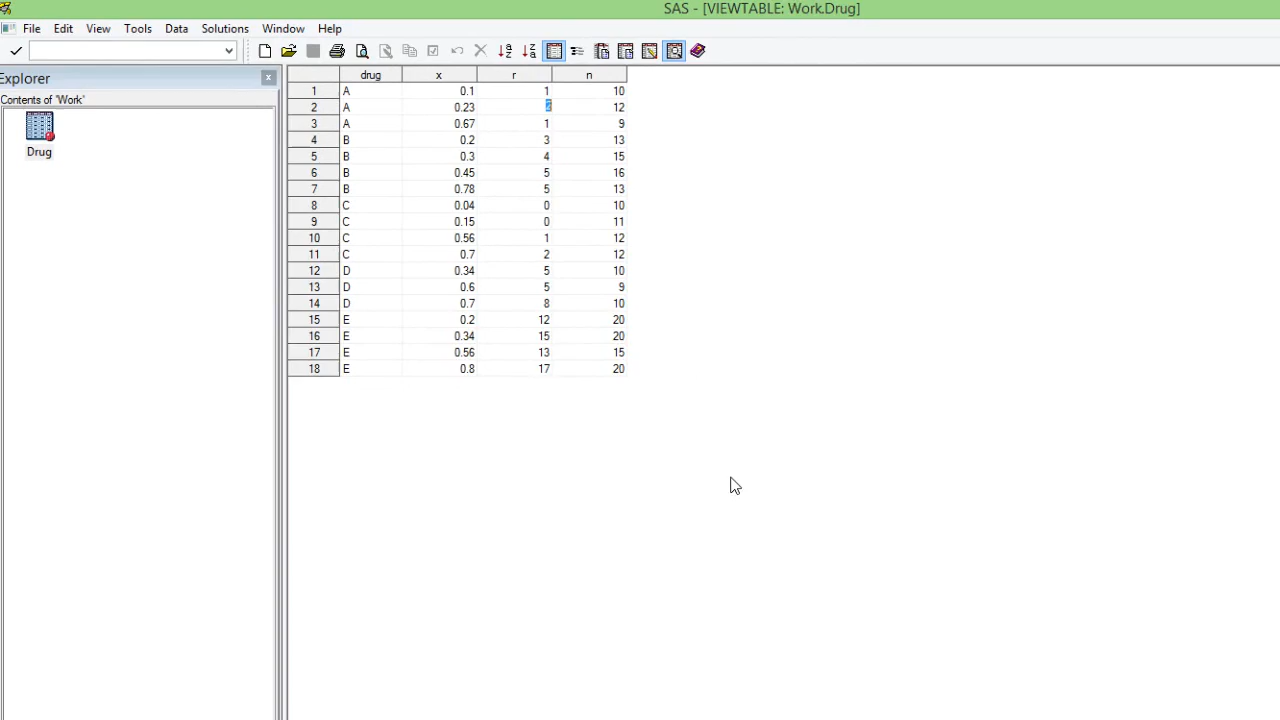 SAS - [VIEWTABLE: Work.Drug]
File Edit View Tools Data Solutions Window Help
Explorer
Contents of 'Work'
Drug
drug x r n
1 A 0.1 1 10
2 A 0.23 12
3 A 0.67 1 9
4 B 0.2 3 13
5 B 0.3 4 15
6 B 0.45 5 16
7 B 0.78 5 13
8 C 0.04 0 10
9 C 0.15 0 11
10 C 0.56 1 12
11 C 0.7 2 12
12 D 0.34 5 10
13 D 0.6 5 9
14 D 0.7 8 10
15 E 0.2 12 20
16 E 0.34 15 20
17 E 0.56 13 15
18 E 0.8 17 20